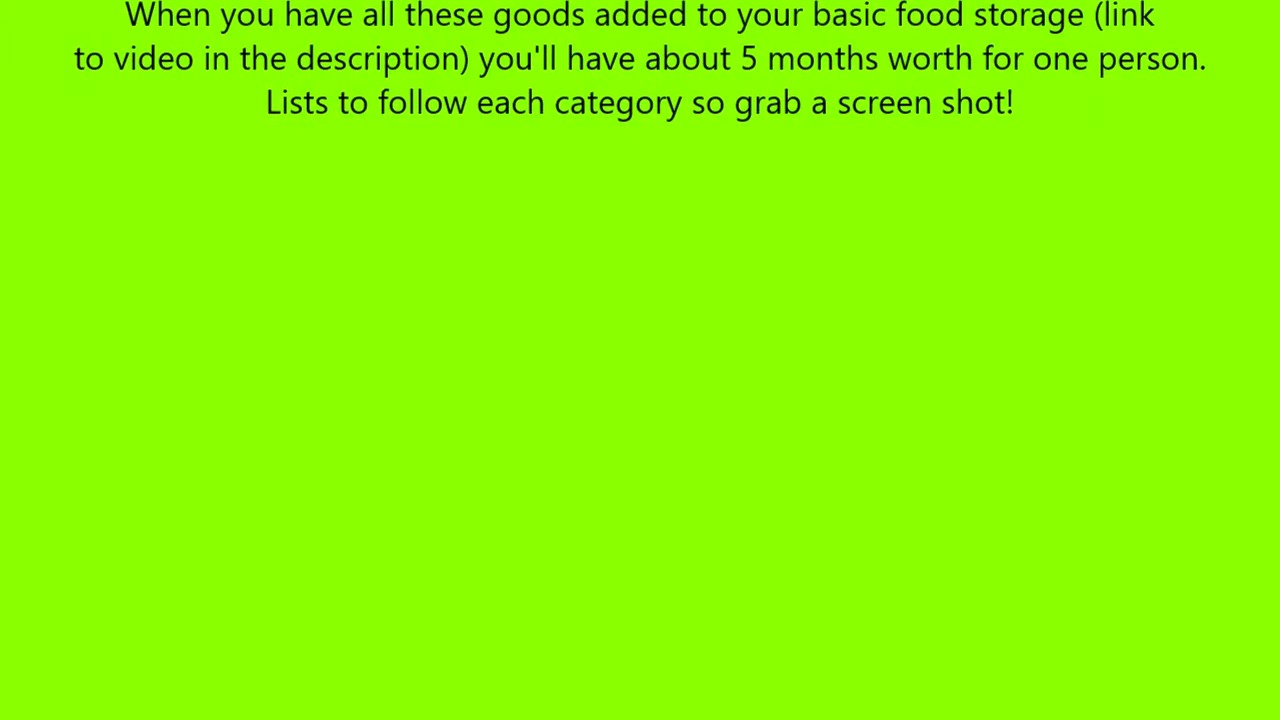 When you have all these goods added to your basic food storage (link
to video in the description) you'll have about 5 months worth for one person.
Lists to follow each category so grab a screen shot!